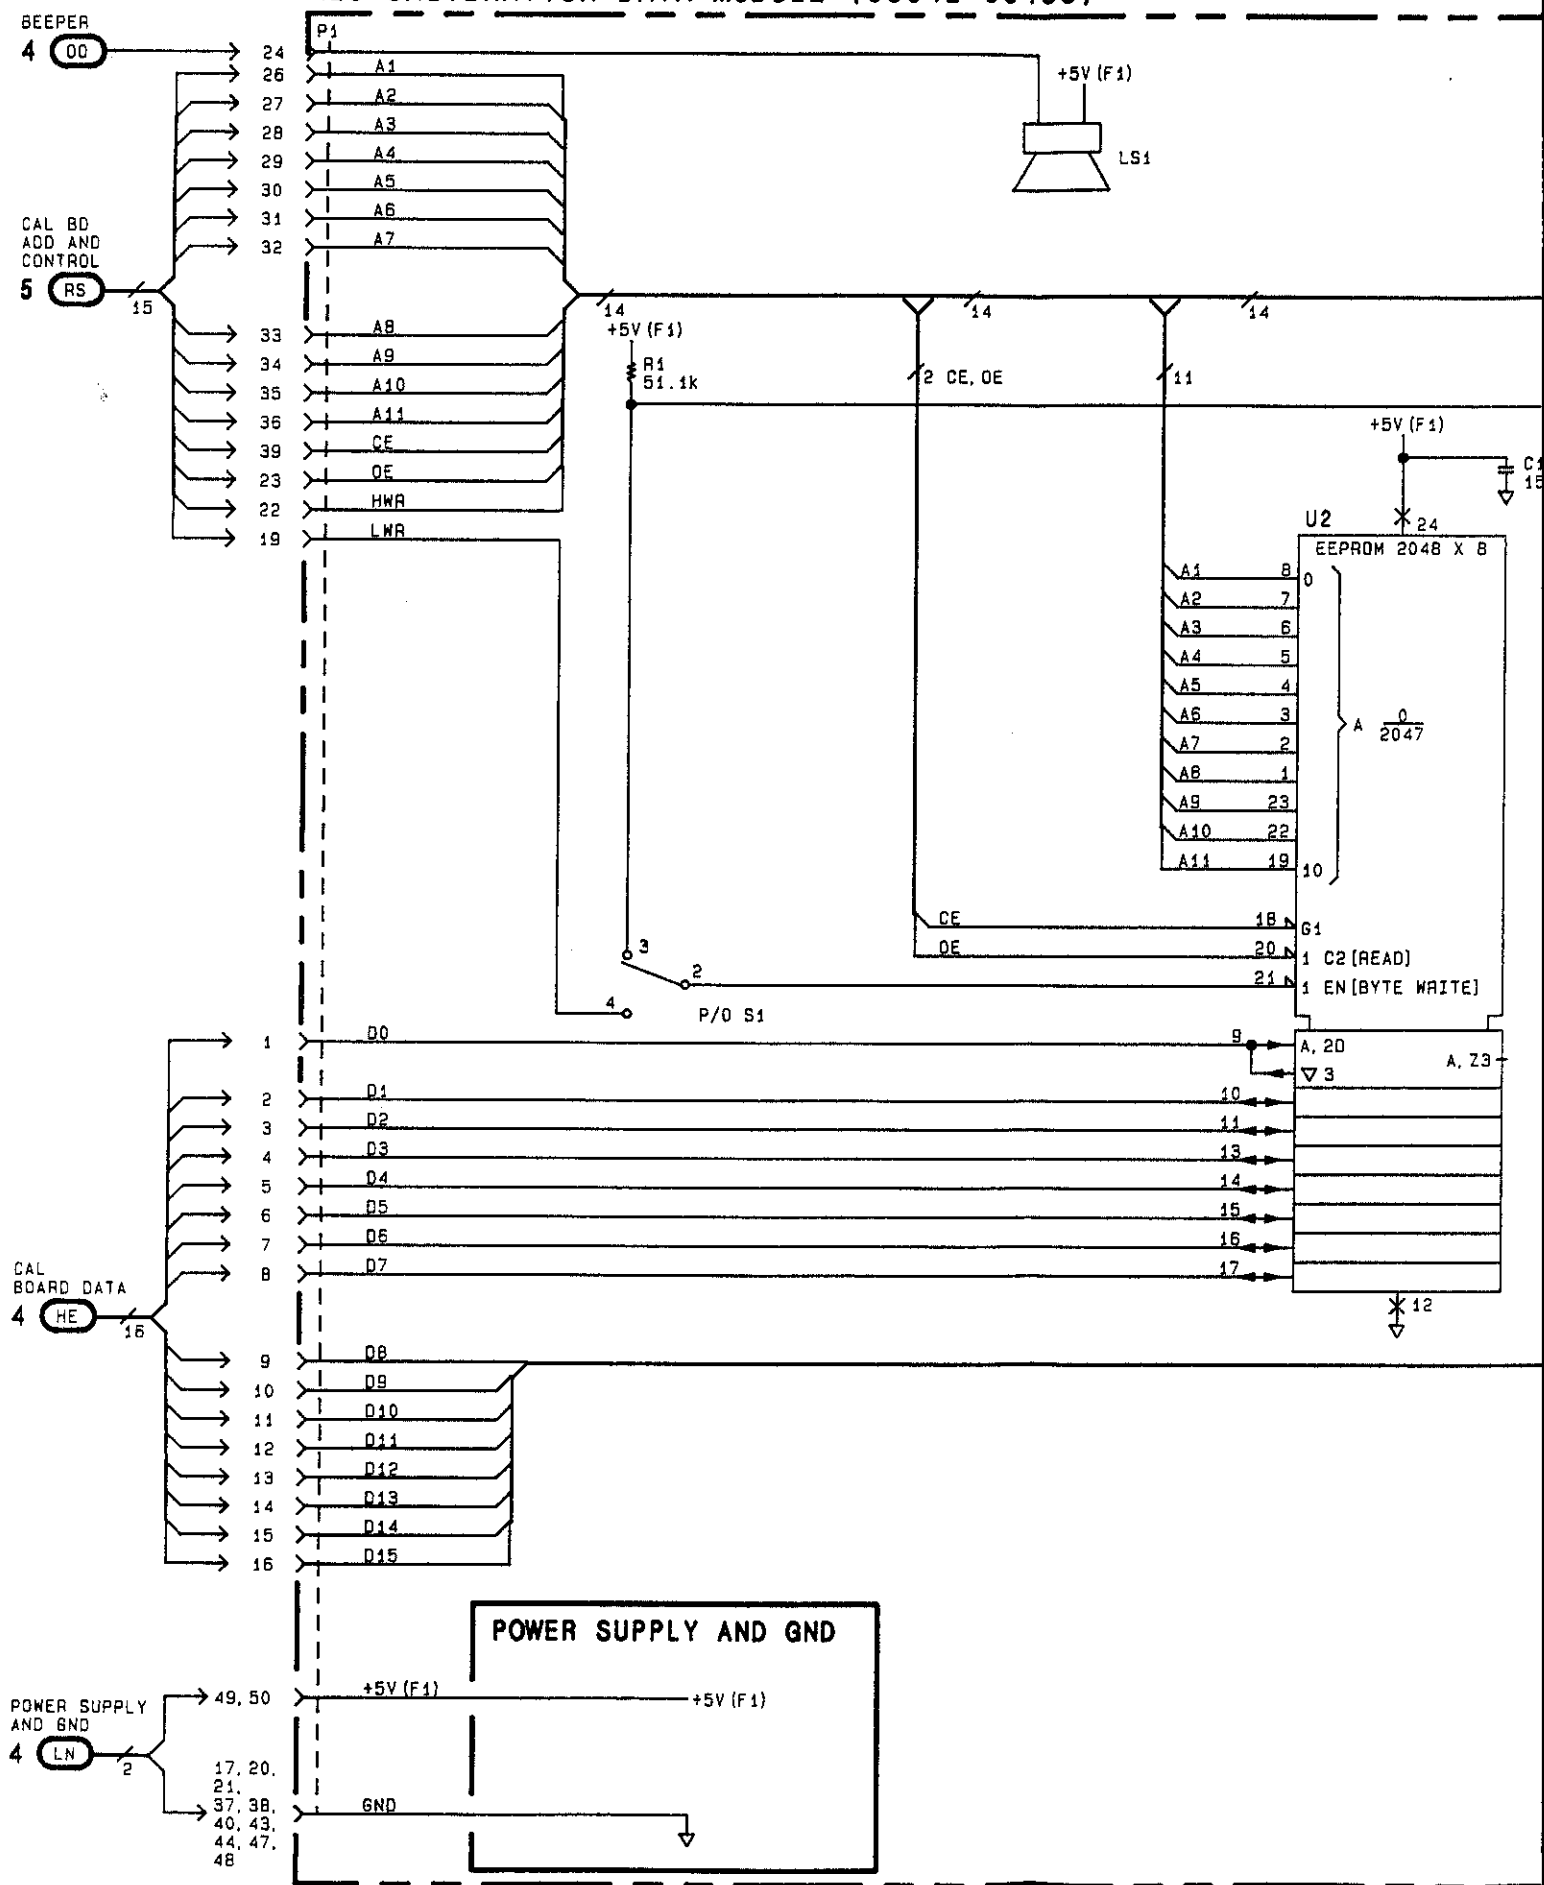 BEEPER
4 OO
P1
24
26 A1
27 A2
28 A3
29 A4
30 A5
31 A6
32 A7
CAL BD
ADD AND
CONTROL
5 RS
15
33 A8
34 A9
35 A10
36 A11
39 CE
23 OE
22 HWR
19 LWR
+5V(F1)
LS1
14
14
14
+5V(F1)
R1
51.1k
2 CE, OE
11
+5V(F1)
C1
15
24
U2
EEPROM 2048 X 8
A1 8 0
A2 7
A3 6
A4 5
A5 4
A6 3
A7 2
A8 1
A9 23
A10 22
A11 19 10
A 0
2047
CE 18 G1
OE 20 1 C2[READ]
21 1 EN[BYTE WRITE]
3
2
4
P/O S1
1 D0 9 A, 2D
A, Z3
3
2 D1 10
3 D2 11
4 D3 13
5 D4 14
6 D5 15
7 D6 16
8 D7 17
12
CAL
BOARD DATA
4 HE
16
9 D8
10 D9
11 D10
12 D11
13 D12
14 D13
15 D14
16 D15
POWER SUPPLY AND GND
POWER SUPPLY
AND GND
4 LN
2
49, 50 +5V(F1) +5V(F1)
17, 20,
21,
37, 38,
40, 43,
44, 47,
48
GND